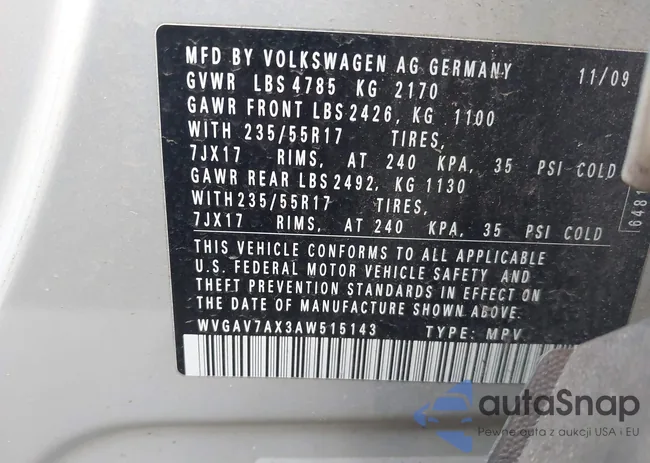 MFD BY VOLKSWAGEN AG GERMANY 11/09
GVWR LBS 4785 KG 2170
GAWR FRONT LBS 2426, KG 1100
WITH 235/55R17 TIRES,
7JX17 RIMS, AT 240 KPA, 35 PSI COLD
GAWR REAR LBS 2492, KG 1130
WITH 235/55R17 TIRES,
7JX17 RIMS, AT 240 KPA, 35 PSI COLD
THIS VEHICLE CONFORMS TO ALL APPLICABLE
U.S. FEDERAL MOTOR VEHICLE SAFETY AND
THEFT PREVENTION STANDARDS IN EFFECT ON
THE DATE OF MANUFACTURE SHOWN ABOVE.
WVGAV7AX3AW515143 TYPE: MPV
6481
autoSnap
Pewne auta z aukcji USA i EU